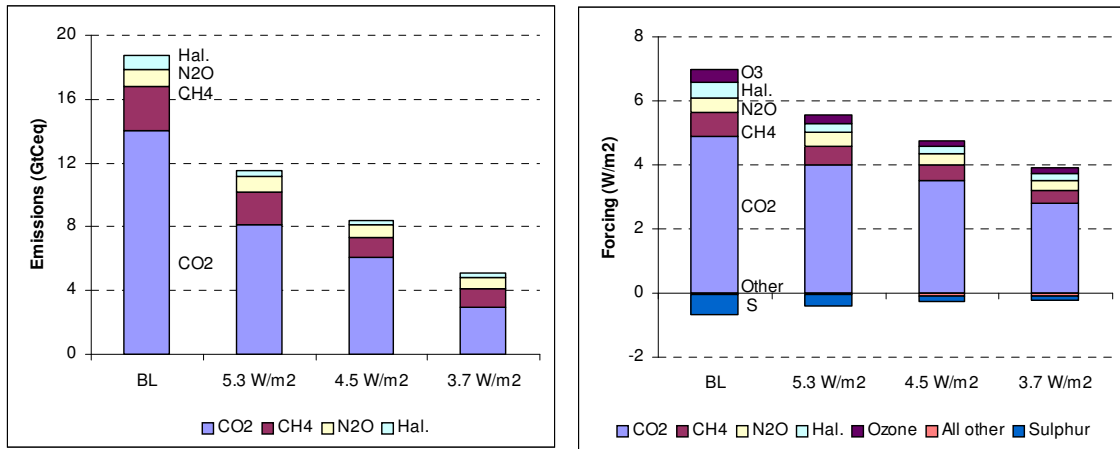 Emissions (GtCeq)
20
16
12
8
4
0
Hal.
N2O
CH4
CO2
BL 5.3 W/m2 4.5 W/m2 3.7 W/m2
CO2 CH4 N2O Hal.
Forcing (W/m2)
8
6
4
2
0
-2
O3
Hal.
N2O
CH4
CO2
Other
S
BL 5.3 W/m2 4.5 W/m2 3.7 W/m2
CO2 CH4 N2O Hal. Ozone All other Sulphur